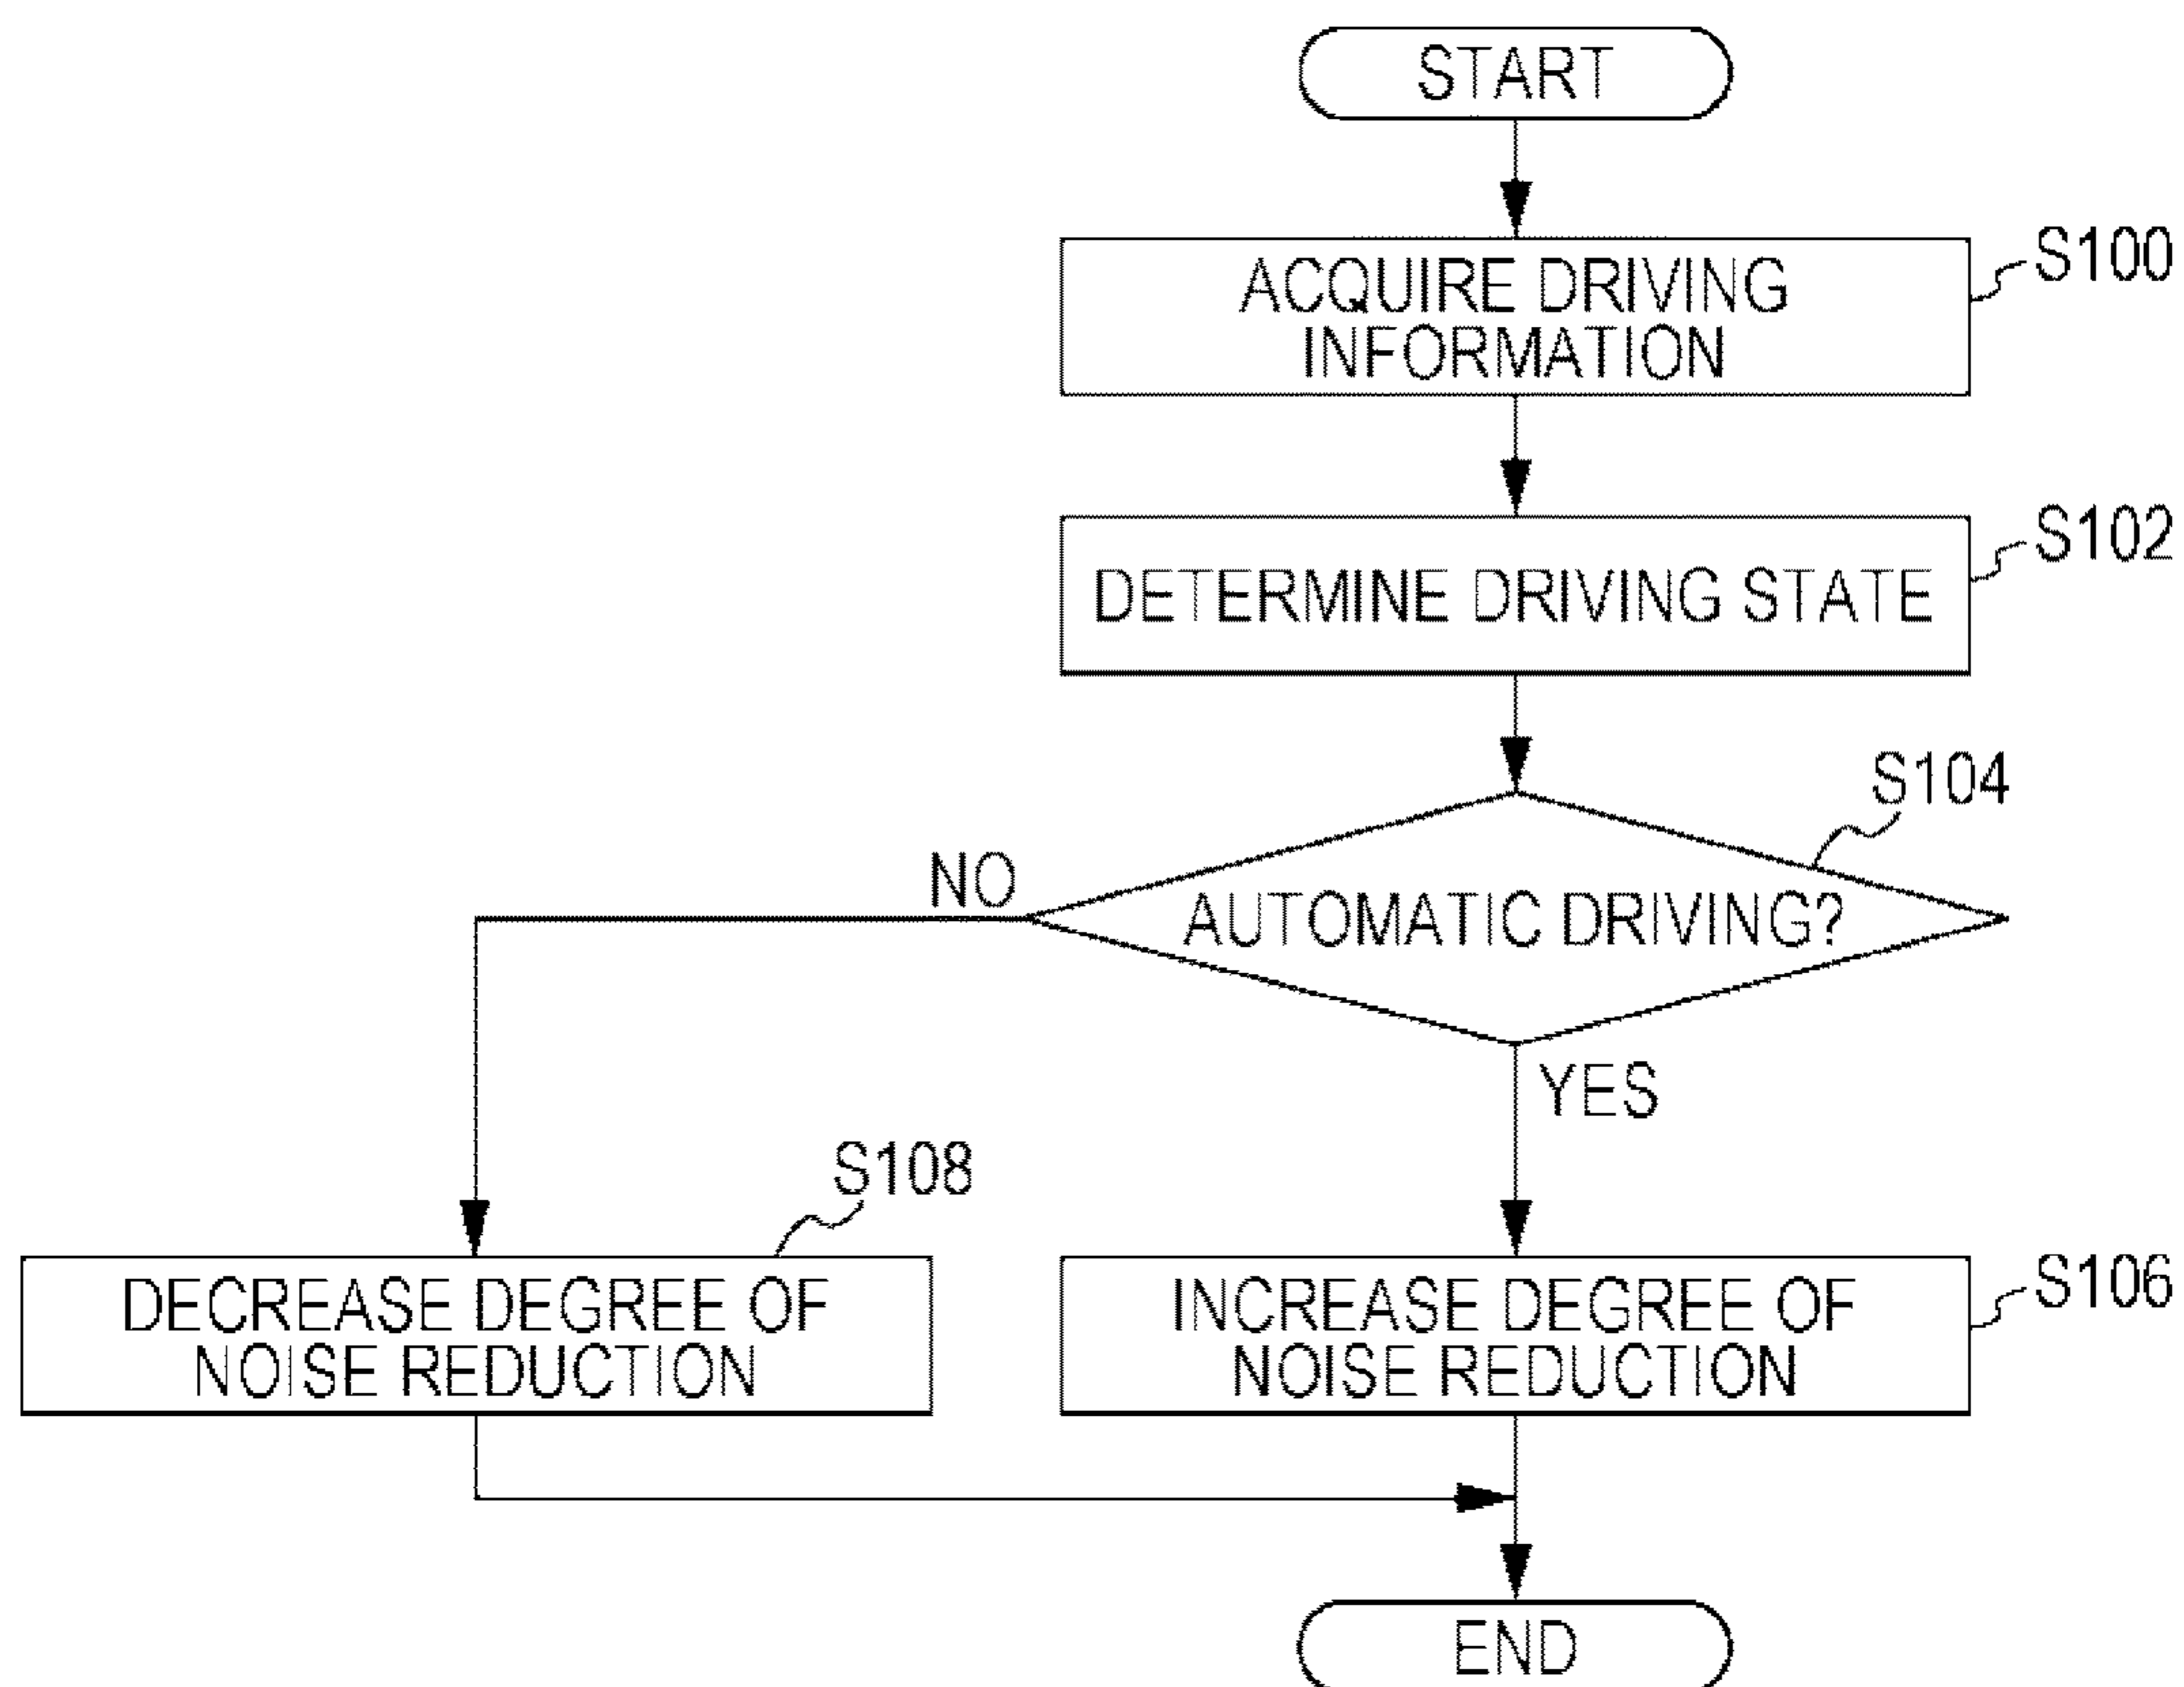 START
ACQUIRE DRIVING
INFORMATION
S100
DETERMINE DRIVING STATE
S102
S104
AUTOMATIC DRIVING?
NO
YES
S108
DECREASE DEGREE OF
NOISE REDUCTION
INCREASE DEGREE OF
NOISE REDUCTION
S106
END